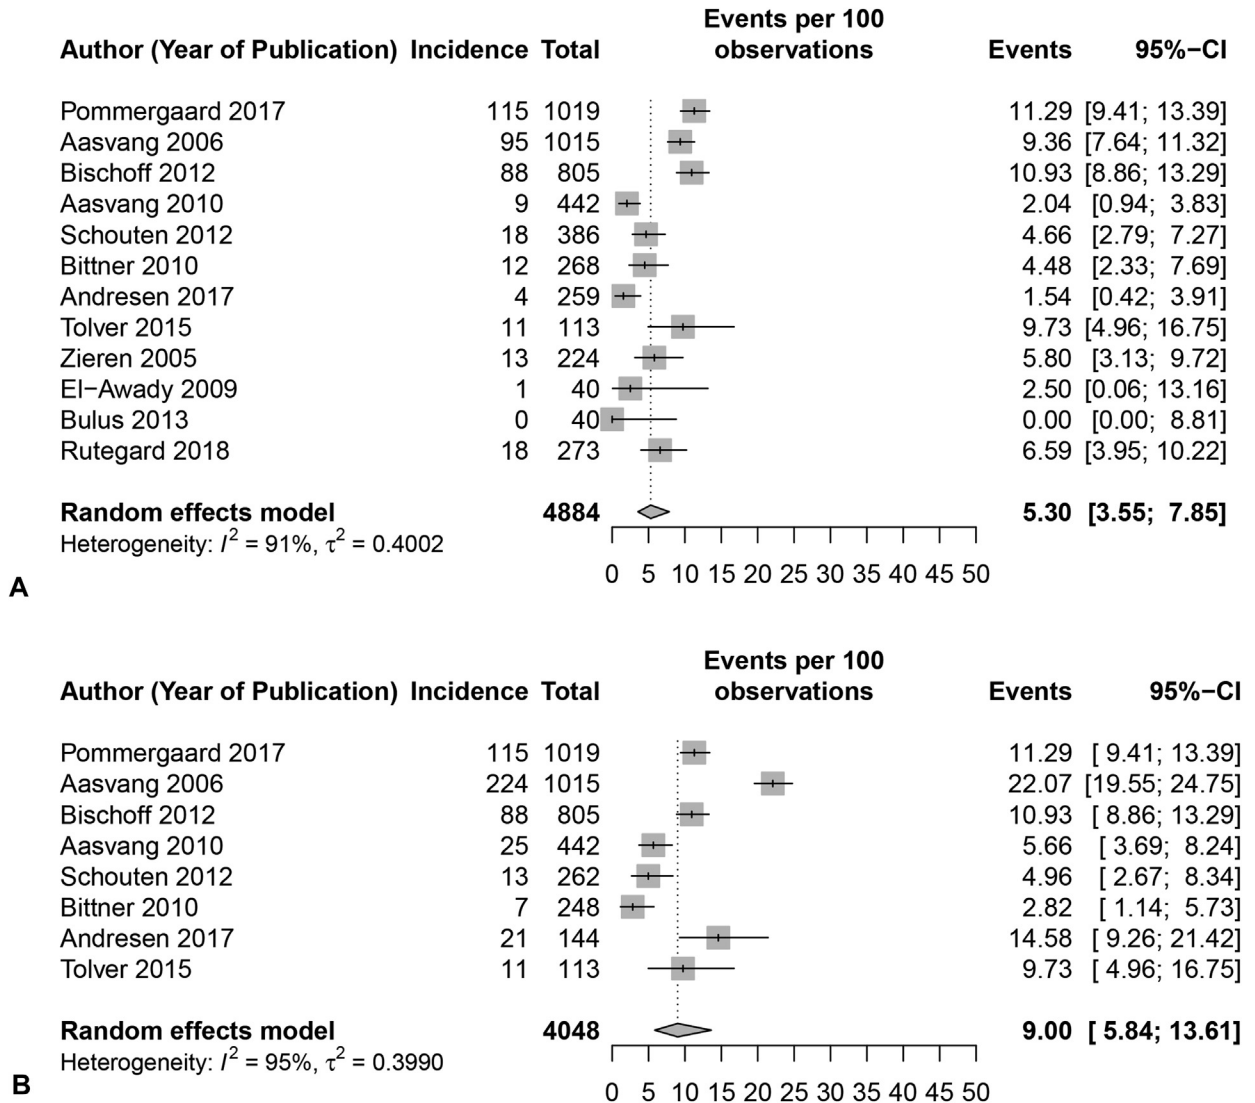 Events per 100
Author (Year of Publication) Incidence Total observations Events 95%−CI
Pommergaard 2017 115 1019 11.29 [9.41; 13.39]
Aasvang 2006 95 1015 9.36 [7.64; 11.32]
Bischoff 2012 88 805 10.93 [8.86; 13.29]
Aasvang 2010 9 442 2.04 [0.94; 3.83]
Schouten 2012 18 386 4.66 [2.79; 7.27]
Bittner 2010 12 268 4.48 [2.33; 7.69]
Andresen 2017 4 259 1.54 [0.42; 3.91]
Tolver 2015 11 113 9.73 [4.96; 16.75]
Zieren 2005 13 224 5.80 [3.13; 9.72]
El−Awady 2009 1 40 2.50 [0.06; 13.16]
Bulus 2013 0 40 0.00 [0.00; 8.81]
Rutegard 2018 18 273 6.59 [3.95; 10.22]
Random effects model 4884 5.30 [3.55; 7.85]
Heterogeneity: I² = 91%, τ² = 0.4002
0 5 10 15 20 25 30 35 40 45 50
A
Events per 100
Author (Year of Publication) Incidence Total observations Events 95%−CI
Pommergaard 2017 115 1019 11.29 [ 9.41; 13.39]
Aasvang 2006 224 1015 22.07 [19.55; 24.75]
Bischoff 2012 88 805 10.93 [ 8.86; 13.29]
Aasvang 2010 25 442 5.66 [ 3.69; 8.24]
Schouten 2012 13 262 4.96 [ 2.67; 8.34]
Bittner 2010 7 248 2.82 [ 1.14; 5.73]
Andresen 2017 21 144 14.58 [ 9.26; 21.42]
Tolver 2015 11 113 9.73 [ 4.96; 16.75]
Random effects model 4048 9.00 [ 5.84; 13.61]
Heterogeneity: I² = 95%, τ² = 0.3990
B
0 5 10 15 20 25 30 35 40 45 50